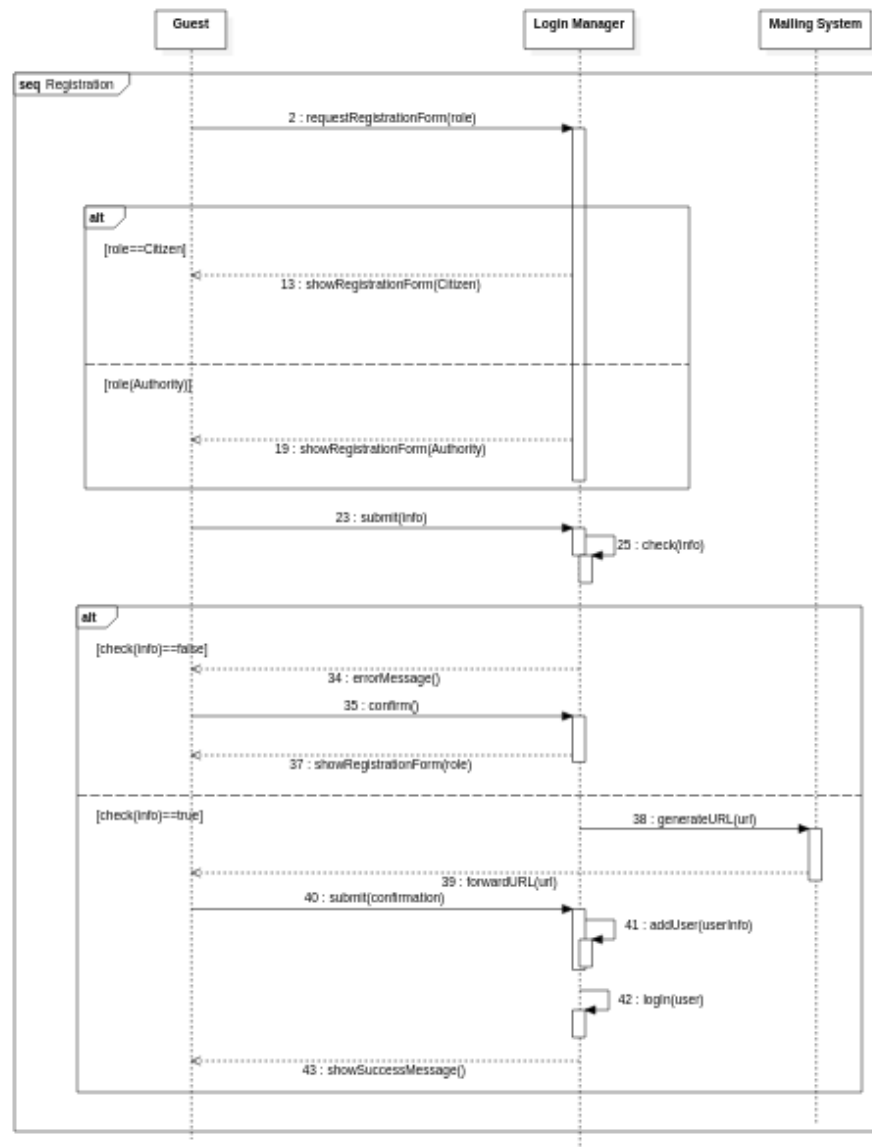 Guest
Login Manager
Mailing System
seq Registration
2 : requestRegistrationForm(role)
alt
[role==Citizen]
13 : showRegistrationForm(Citizen)
[role(Authority)]
19 : showRegistrationForm(Authority)
23 : submit(info)
25 : check(info)
alt
[check(info)==false]
34 : errorMessage()
35 : confirm()
37 : showRegistrationForm(role)
[check(info)==true]
38 : generateURL(url)
39 : forwardURL(url)
40 : submit(confirmation)
41 : addUser(userInfo)
42 : login(user)
43 : showSuccessMessage()